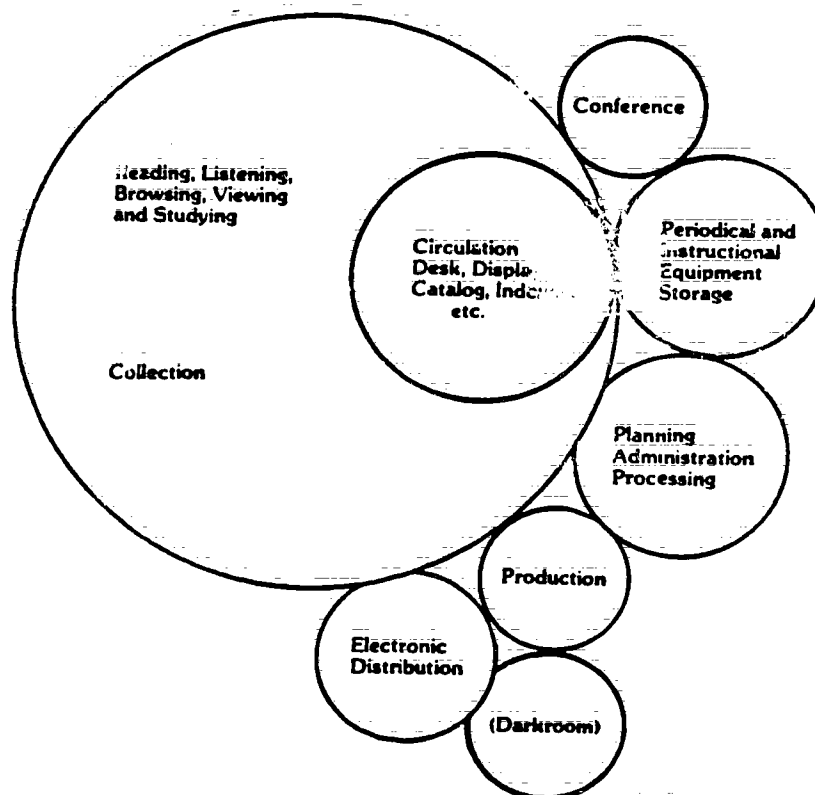 Conference
Reading, Listening,
Browsing, Viewing
and Studying
Circulation
Desk, Display
Catalog,
etc.
Periodical and
Instructional
Equipment
Storage
Collection
Planning
Administration
Processing
Production
Electronic
Distribution
(Darkroom)